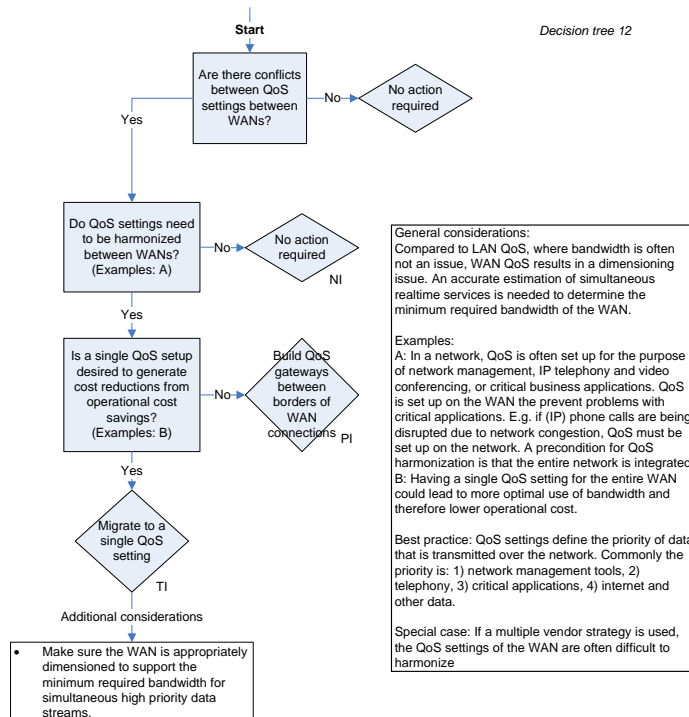 Start
Decision tree 12
Are there conflicts
between QoS
settings between
WANs?
No
No action
required
Yes
Do QoS settings need
to be harmonized
between WANs?
(Examples: A)
No
No action
required
NI
Yes
Is a single QoS setup
desired to generate
cost reductions from
operational cost
savings?
(Examples: B)
No
Build QoS
gateways
between
borders of
WAN
connections
PI
Yes
Migrate to a
single QoS
setting
TI
Additional considerations
• Make sure the WAN is appropriately
dimensioned to support the
minimum required bandwidth for
simultaneous high priority data
streams.
General considerations:
Compared to LAN QoS, where bandwidth is often
not an issue, WAN QoS results in a dimensioning
issue. An accurate estimation of simultaneous
realtime services is needed to determine the
minimum required bandwidth of the WAN.
Examples:
A: In a network, QoS is often set up for the purpose
of network management, IP telephony and video
conferencing, or critical business applications. QoS
is set up on the WAN the prevent problems with
critical applications. E.g. if (IP) phone calls are being
disrupted due to network congestion, QoS must be
set up on the network. A precondition for QoS
harmonization is that the entire network is integrated
B: Having a single QoS setting for the entire WAN
could lead to more optimal use of bandwidth and
therefore lower operational cost.
Best practice: QoS settings define the priority of data
that is transmitted over the network. Commonly the
priority is: 1) network management tools, 2)
telephony, 3) critical applications, 4) internet and
other data.
Special case: If a multiple vendor strategy is used,
the QoS settings of the WAN are often difficult to
harmonize